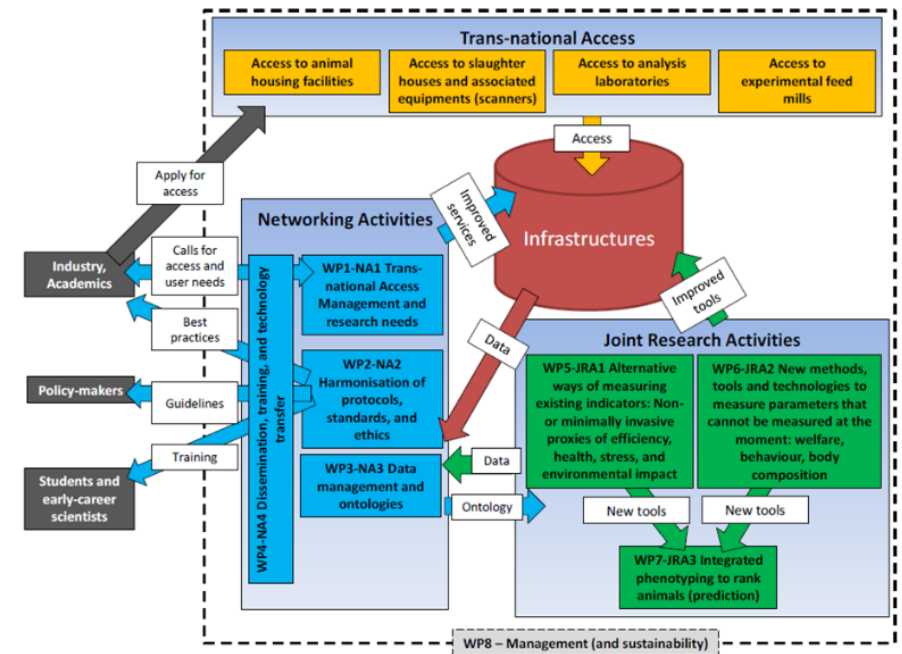 Trans-national Access
Access to animal
housing facilities
Access to slaughter
houses and associated
equipments (scanners)
Access to analysis
laboratories
Access to
experimental feed
mills
Access
Apply for
access
Infrastructures
Improved
services
Improved
tools
Data
Networking Activities
Industry,
Academics
Calls for
access and
user needs
Best
practices
Policy-makers
Guidelines
Training
Students and
early-career
scientists
WP4-NA4 Dissemination, training, and technology
transfer
WP1-NA1 Trans-
national Access
Management and
research needs
WP2-NA2
Harmonisation of
protocols,
standards, and
ethics
WP3-NA3 Data
management and
ontologies
Data
Ontology
Joint Research Activities
WP5-JRA1 Alternative
ways of measuring
existing indicators: Non-
or minimally invasive
proxies of efficiency,
health, stress, and
environmental impact
WP6-JRA2 New methods,
tools and technologies to
measure parameters that
cannot be measured at the
moment: welfare,
behaviour, body
composition
New tools
New tools
WP7-JRA3 Integrated
phenotyping to rank
animals (prediction)
WP8 – Management (and sustainability)